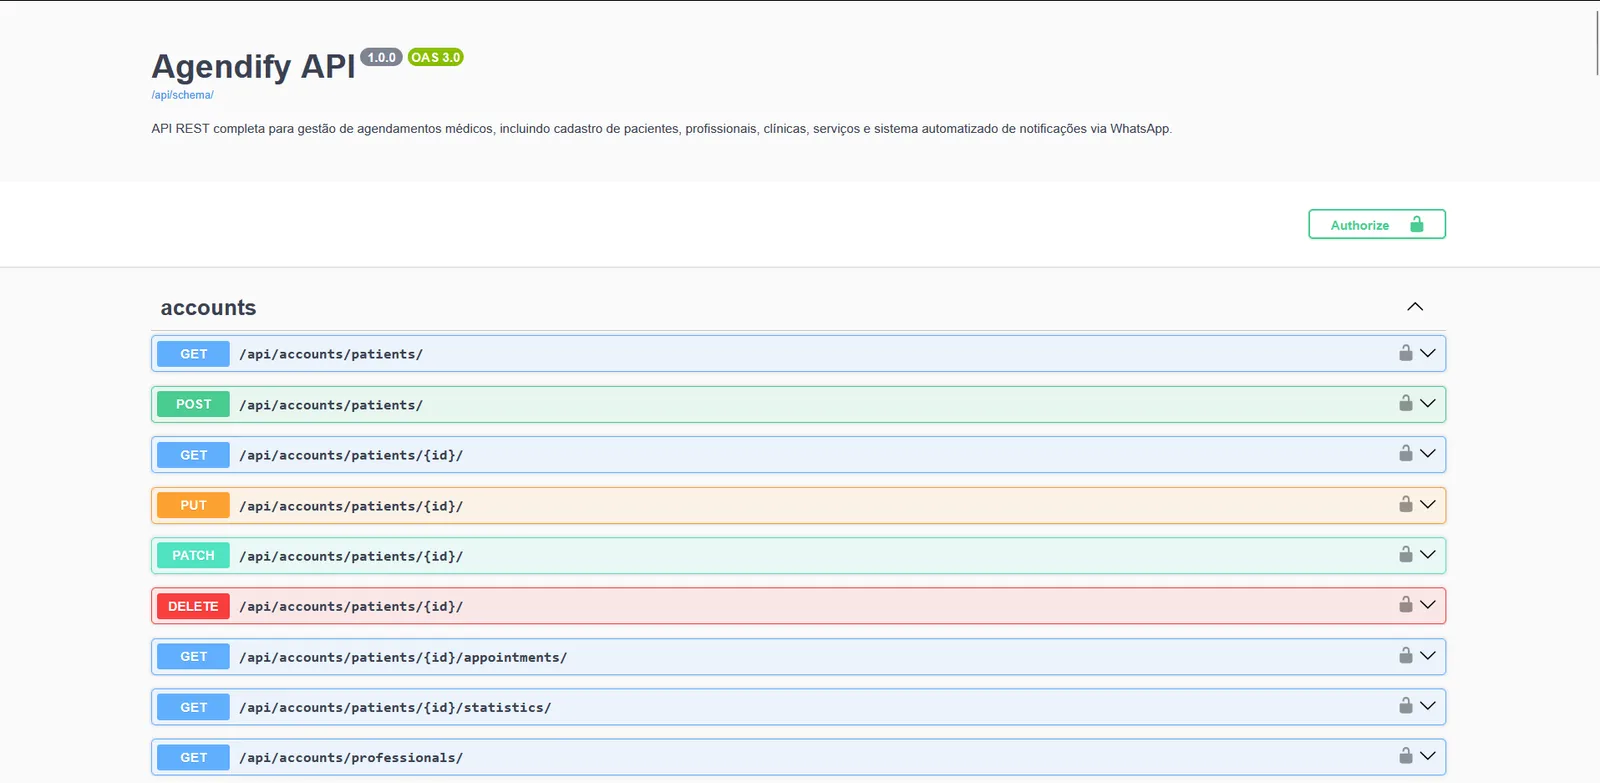 Agendify API 1.0.0 OAS 3.0
/api/schema/
API REST completa para gestão de agendamentos médicos, incluindo cadastro de pacientes, profissionais, clínicas, serviços e sistema automatizado de notificações via WhatsApp.
Authorize
accounts
GET /api/accounts/patients/
POST /api/accounts/patients/
GET /api/accounts/patients/{id}/
PUT /api/accounts/patients/{id}/
PATCH /api/accounts/patients/{id}/
DELETE /api/accounts/patients/{id}/
GET /api/accounts/patients/{id}/appointments/
GET /api/accounts/patients/{id}/statistics/
GET /api/accounts/professionals/